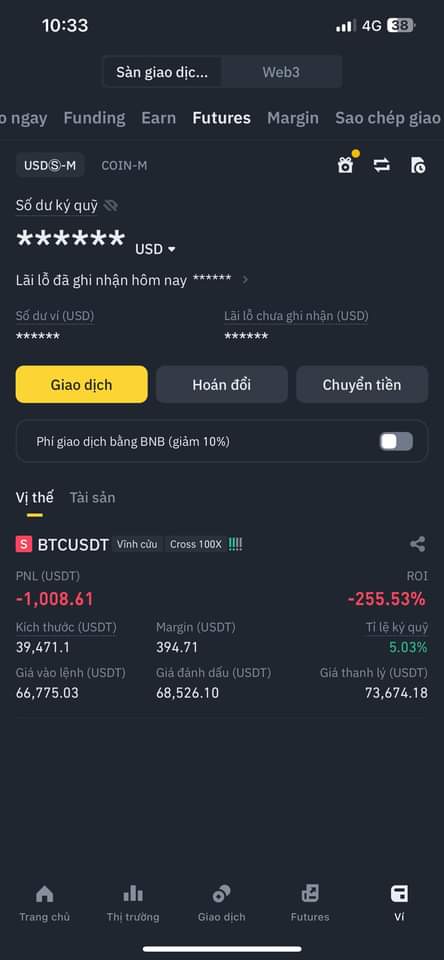 10:33 4G 38
Sàn giao dịc... Web3
o ngay Funding Earn Futures Margin Sao chép giao
USDⓈ-M COIN-M
Số dư ký quỹ
****** USD
Lãi lỗ đã ghi nhận hôm nay ******
Số dư ví (USD) Lãi lỗ chưa ghi nhận (USD)
****** ******
Giao dịch Hoán đổi Chuyển tiền
Phí giao dịch bằng BNB (giảm 10%)
Vị thế Tài sản
S BTCUSDT Vĩnh cửu Cross 100X !!!!
PNL (USDT) ROI
-1,008.61 -255.53%
Kích thước (USDT) Margin (USDT) Tỉ lệ ký quỹ
39,471.1 394.71 5.03%
Giá vào lệnh (USDT) Giá đánh dấu (USDT) Giá thanh lý (USDT)
66,775.03 68,526.10 73,674.18
Trang chủ Thị trường Giao dịch Futures Ví